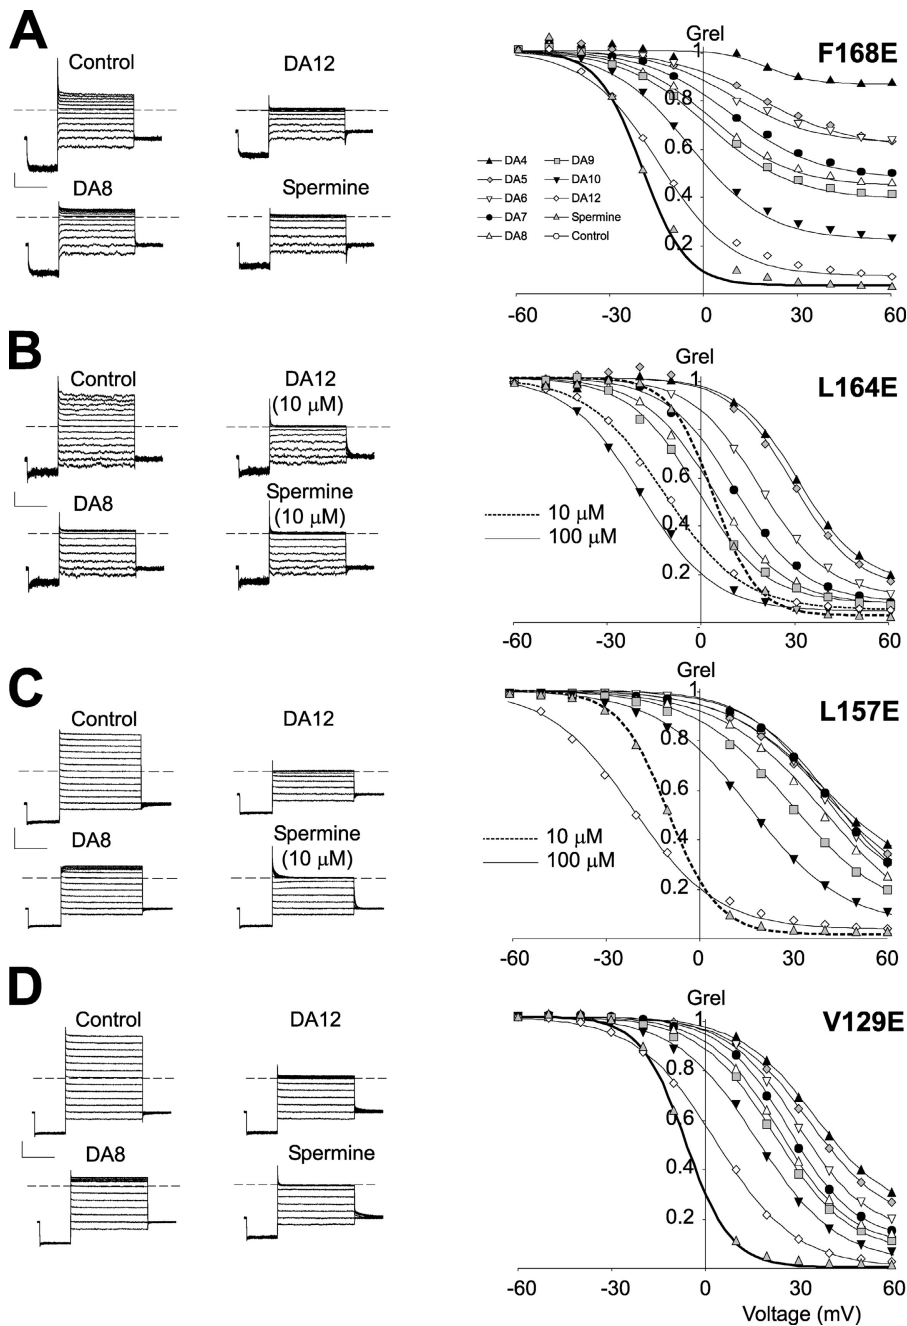 A
Control
DA12
DA8
Spermine
Grel
F168E
1
0.8
0.6
0.4
0.2
DA4
DA9
DA5
DA10
DA6
DA12
DA7
Spermine
DA8
Control
-60
-30
0
30
60
B
Control
DA12
(10 μM)
DA8
Spermine
(10 μM)
Grel
L164E
1
0.8
0.6
0.4
0.2
10 μM
100 μM
-60
-30
0
30
60
C
Control
DA12
DA8
Spermine
(10 μM)
Grel
L157E
1
0.8
0.6
0.4
0.2
10 μM
100 μM
-60
-30
0
30
60
D
Control
DA12
DA8
Spermine
Grel
V129E
1
0.8
0.6
0.4
0.2
-60
-30
0
30
60
Voltage (mV)